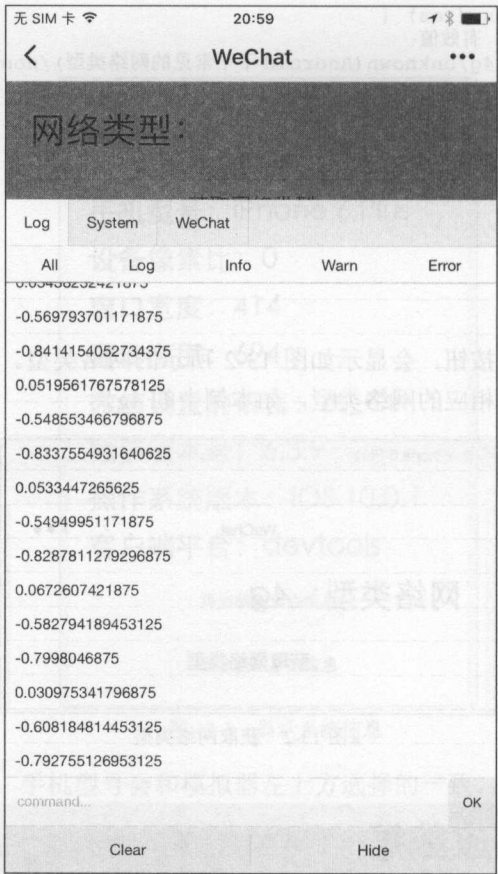 无 SIM 卡 20:59
WeChat
网络类型：
Log System WeChat
All Log Info Warn Error
-0.569793701171875
-0.8414154052734375
0.0519561767578125
-0.548553466796875
-0.8337554931640625
0.0533447265625
-0.54949951171875
-0.8287811279296875
0.0672607421875
-0.582794189453125
-0.7998046875
0.030975341796875
-0.608184814453125
-0.792755126953125
command... OK
Clear Hide